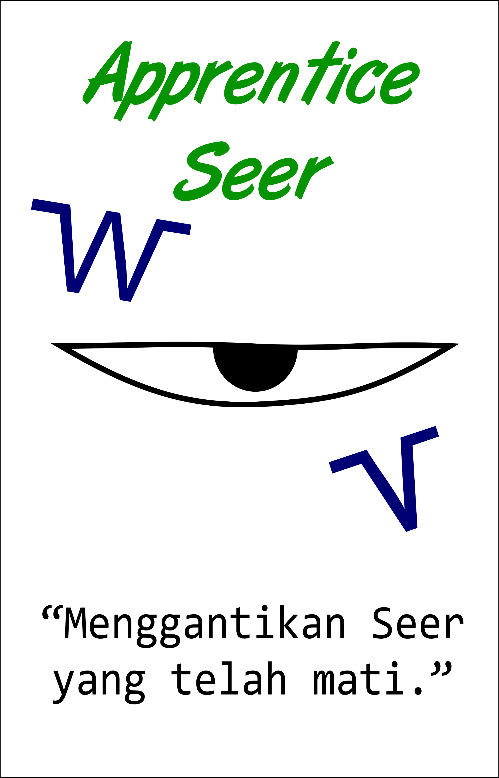 Apprentice
Seer
W
V
“Menggantikan Seer
yang telah mati.”